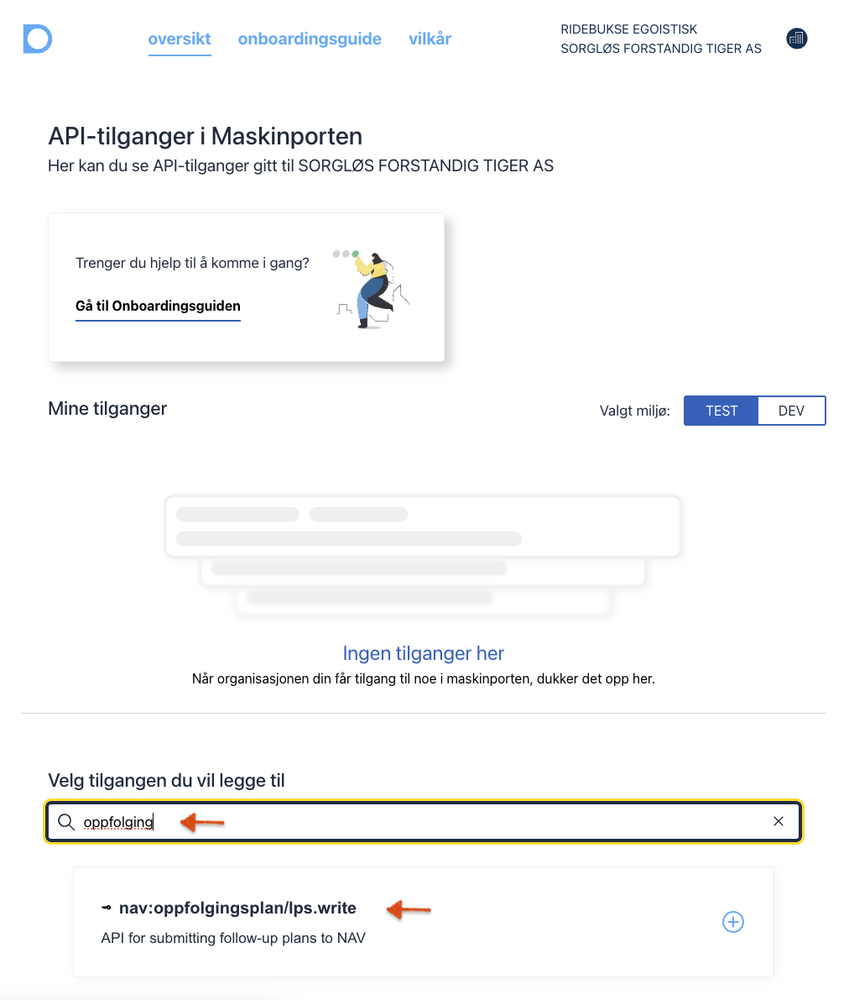 oversikt onboardingsguide vilkår
RIDEBUKSE EGOISTISK
SORGLØS FORSTANDIG TIGER AS
API-tilganger i Maskinporten
Her kan du se API-tilganger gitt til SORGLØS FORSTANDIG TIGER AS
Trenger du hjelp til å komme i gang?
Gå til Onboardingsguiden
Mine tilganger
Valgt miljø: TEST DEV
Ingen tilganger her
Når organisasjonen din får tilgang til noe i maskinporten, dukker det opp her.
Velg tilgangen du vil legge til
oppfolging
nav:oppfolgingsplan/lps.write
API for submitting follow-up plans to NAV